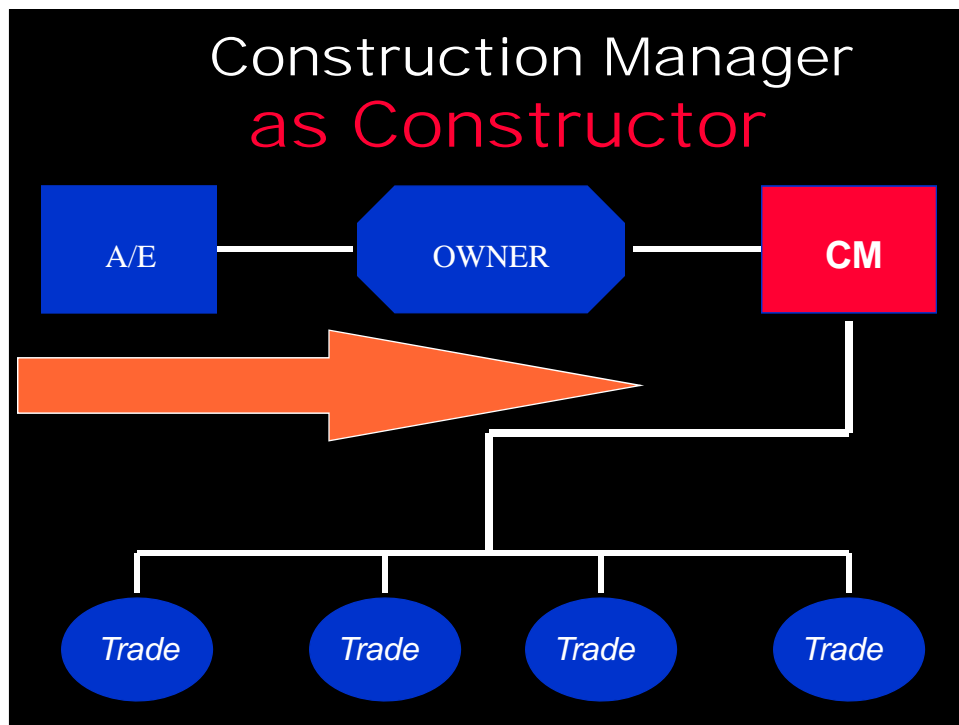 Construction Manager
as Constructor
A/E
OWNER
CM
Trade
Trade
Trade
Trade